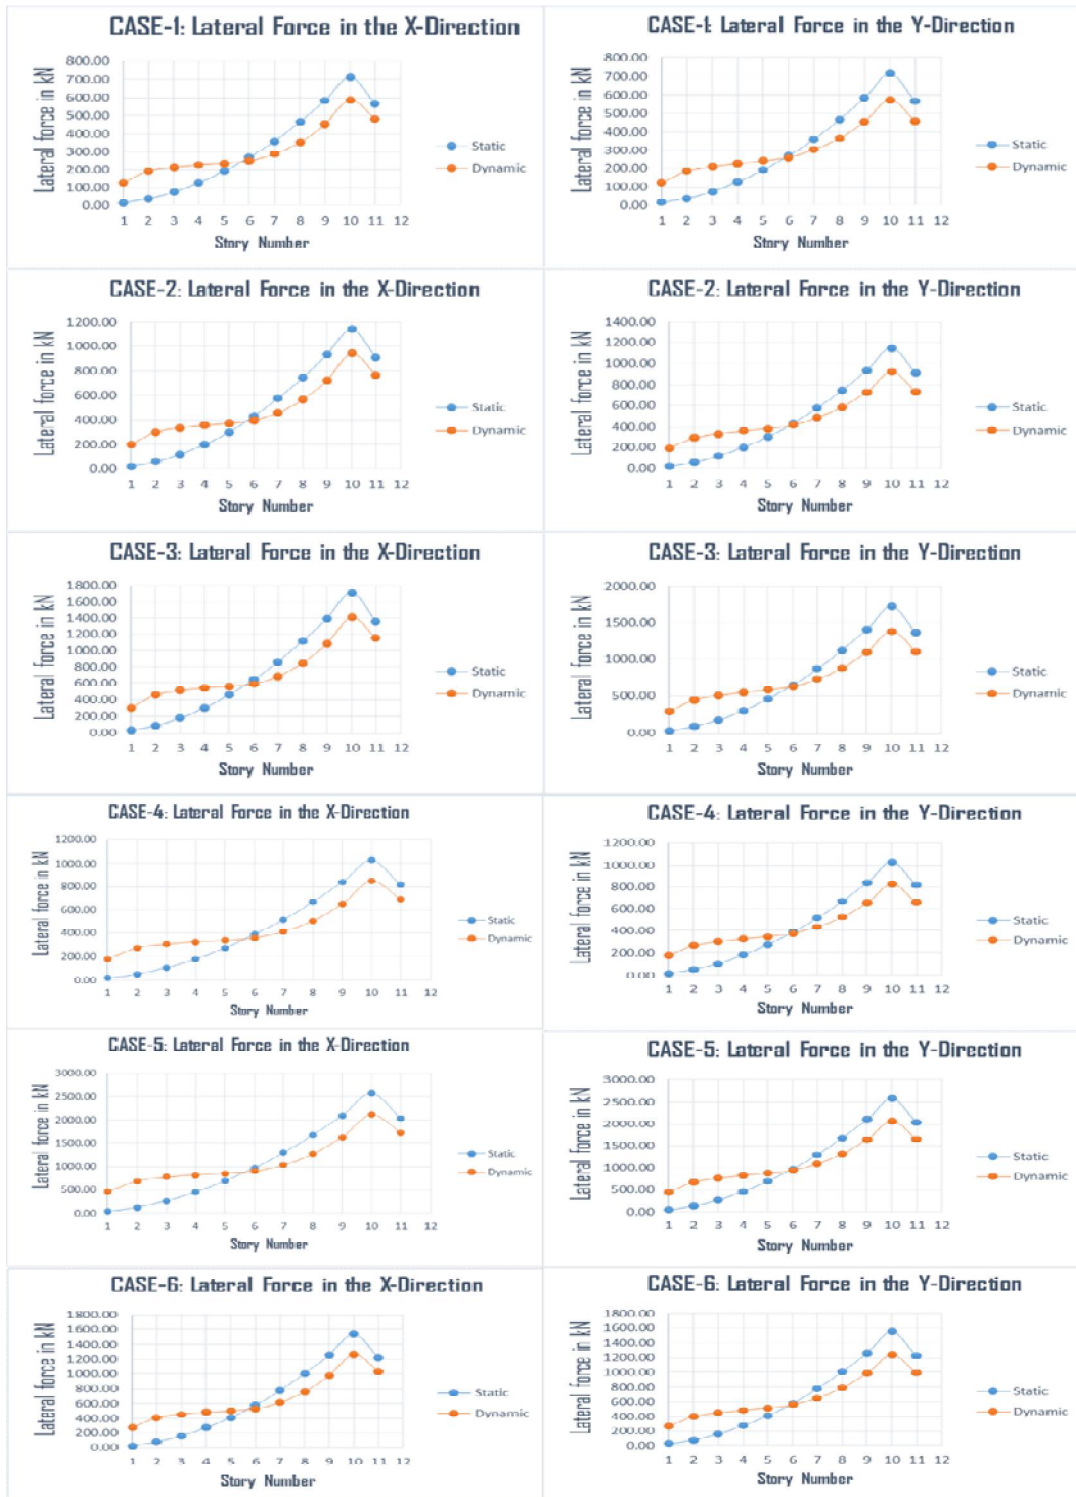 CASE-1: Lateral Force in the X-Direction
Lateral force in kN
800.00
700.00
600.00
500.00
400.00
300.00
200.00
100.00
0.00
1 2 3 4 5 6 7 8 9 10 11 12
Story Number
Static
Dynamic
CASE-1: Lateral Force in the Y-Direction
Lateral force in kN
800.00
700.00
600.00
500.00
400.00
300.00
200.00
100.00
0.00
1 2 3 4 5 6 7 8 9 10 11 12
Story Number
Static
Dynamic
CASE-2: Lateral Force in the X-Direction
Lateral force in kN
1200.00
1000.00
800.00
600.00
400.00
200.00
0.00
1 2 3 4 5 6 7 8 9 10 11 12
Story Number
Static
Dynamic
CASE-2: Lateral Force in the Y-Direction
Lateral force in kN
1400.00
1200.00
1000.00
800.00
600.00
400.00
200.00
0.00
1 2 3 4 5 6 7 8 9 10 11 12
Story Number
Static
Dynamic
CASE-3: Lateral Force in the X-Direction
Lateral force in kN
1800.00
1600.00
1400.00
1200.00
1000.00
800.00
600.00
400.00
200.00
0.00
1 2 3 4 5 6 7 8 9 10 11 12
Story Number
Static
Dynamic
CASE-3: Lateral Force in the Y-Direction
Lateral force in kN
2000.00
1500.00
1000.00
500.00
0.00
1 2 3 4 5 6 7 8 9 10 11 12
Story Number
Static
Dynamic
CASE-4: Lateral Force in the X-Direction
Lateral force in kN
1200.00
1000.00
800.00
600.00
400.00
200.00
0.00
1 2 3 4 5 6 7 8 9 10 11 12
Story Number
Static
Dynamic
CASE-4: Lateral Force in the Y-Direction
Lateral force in kN
1200.00
1000.00
800.00
600.00
400.00
200.00
0.00
1 2 3 4 5 6 7 8 9 10 11 12
Story Number
Static
Dynamic
CASE-5: Lateral Force in the X-Direction
Lateral force in kN
3000.00
2500.00
2000.00
1500.00
1000.00
500.00
0.00
1 2 3 4 5 6 7 8 9 10 11 12
Story Number
Static
Dynamic
CASE-5: Lateral Force in the Y-Direction
Lateral force in kN
3000.00
2500.00
2000.00
1500.00
1000.00
500.00
0.00
1 2 3 4 5 6 7 8 9 10 11 12
Story Number
Static
Dynamic
CASE-6: Lateral Force in the X-Direction
Lateral force in kN
1800.00
1600.00
1400.00
1200.00
1000.00
800.00
600.00
400.00
200.00
0.00
1 2 3 4 5 6 7 8 9 10 11 12
Story Number
Static
Dynamic
CASE-6: Lateral Force in the Y-Direction
Lateral force in kN
1800.00
1600.00
1400.00
1200.00
1000.00
800.00
600.00
400.00
200.00
0.00
1 2 3 4 5 6 7 8 9 10 11 12
Story Number
Static
Dynamic